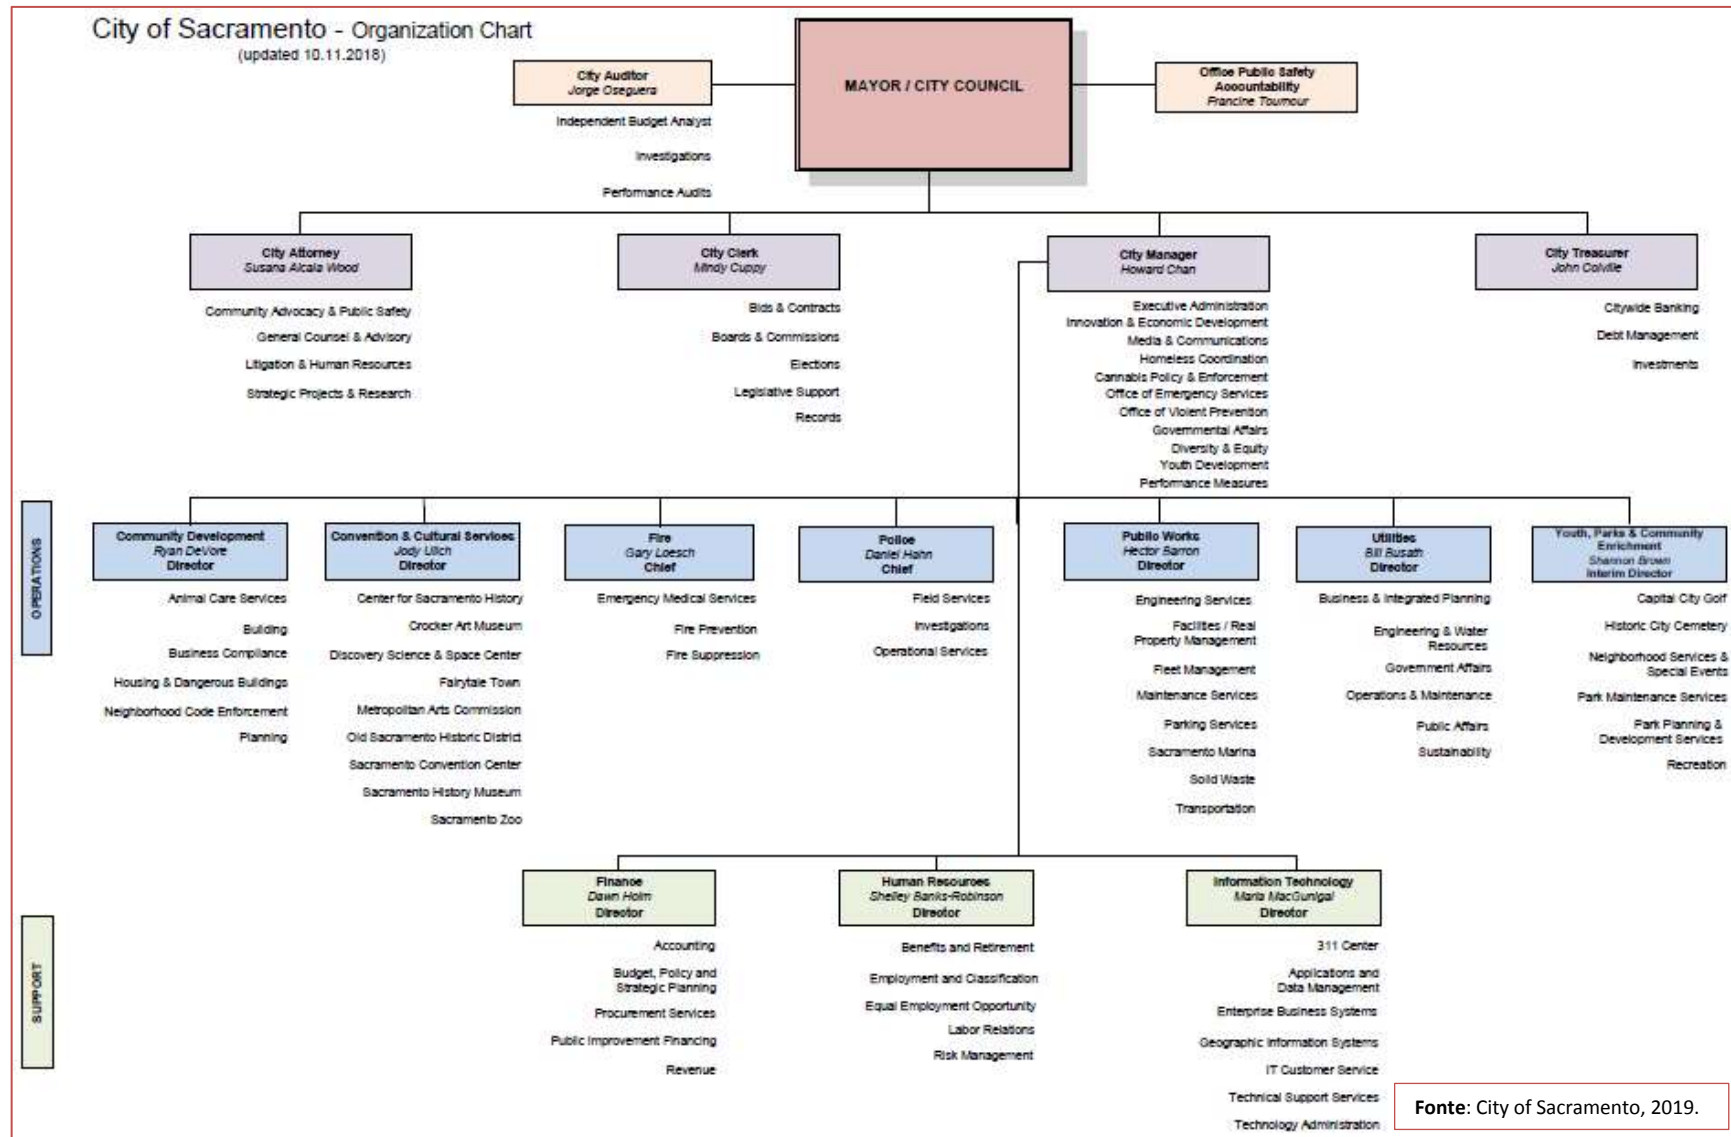 City of Sacramento - Organization Chart
(updated 10.11.2018)
City Auditor
Jorge Oseguera
Independent Budget Analyst
Investigations
Performance Audits
MAYOR / CITY COUNCIL
Office Public Safety
Accountability
Francine Tournour
City Attorney
Susana Alcala Wood
Community Advocacy & Public Safety
General Counsel & Advisory
Litigation & Human Resources
Strategic Projects & Research
City Clerk
Mindy Cuppy
Bids & Contracts
Boards & Commissions
Elections
Legislative Support
Records
City Manager
Howard Chan
Executive Administration
Innovation & Economic Development
Media & Communications
Homeless Coordination
Cannabis Policy & Enforcement
Office of Emergency Services
Office of Violent Prevention
Governmental Affairs
Diversity & Equity
Youth Development
Performance Measures
City Treasurer
John Colville
Citywide Banking
Debt Management
Investments
OPERATIONS
Community Development
Ryan DeVore
Director
Animal Care Services
Building
Business Compliance
Housing & Dangerous Buildings
Neighborhood Code Enforcement
Planning
Convention & Cultural Services
Jody Ulich
Director
Center for Sacramento History
Crocker Art Museum
Discovery Science & Space Center
Fairytale Town
Metropolitan Arts Commission
Old Sacramento Historic District
Sacramento Convention Center
Sacramento History Museum
Sacramento Zoo
Fire
Gary Loesch
Chief
Emergency Medical Services
Fire Prevention
Fire Suppression
Police
Daniel Hahn
Chief
Field Services
Investigations
Operational Services
Public Works
Hector Barron
Director
Engineering Services
Facilities / Real
Property Management
Fleet Management
Maintenance Services
Parking Services
Sacramento Marina
Solid Waste
Transportation
Utilities
Bill Busath
Director
Business & Integrated Planning
Engineering & Water
Resources
Government Affairs
Operations & Maintenance
Public Affairs
Sustainability
Youth, Parks & Community
Enrichment
Shannon Brown
Interim Director
Capital City Golf
Historic City Cemetery
Neighborhood Services &
Special Events
Park Maintenance Services
Park Planning &
Development Services
Recreation
SUPPORT
Finance
Dawn Holm
Director
Accounting
Budget, Policy and
Strategic Planning
Procurement Services
Public Improvement Financing
Revenue
Human Resources
Shelley Banks-Robinson
Director
Benefits and Retirement
Employment and Classification
Equal Employment Opportunity
Labor Relations
Risk Management
Information Technology
Maria MacGunigal
Director
311 Center
Applications and
Data Management
Enterprise Business Systems
Geographic Information Systems
IT Customer Service
Technical Support Services
Technology Administration
Fonte: City of Sacramento, 2019.